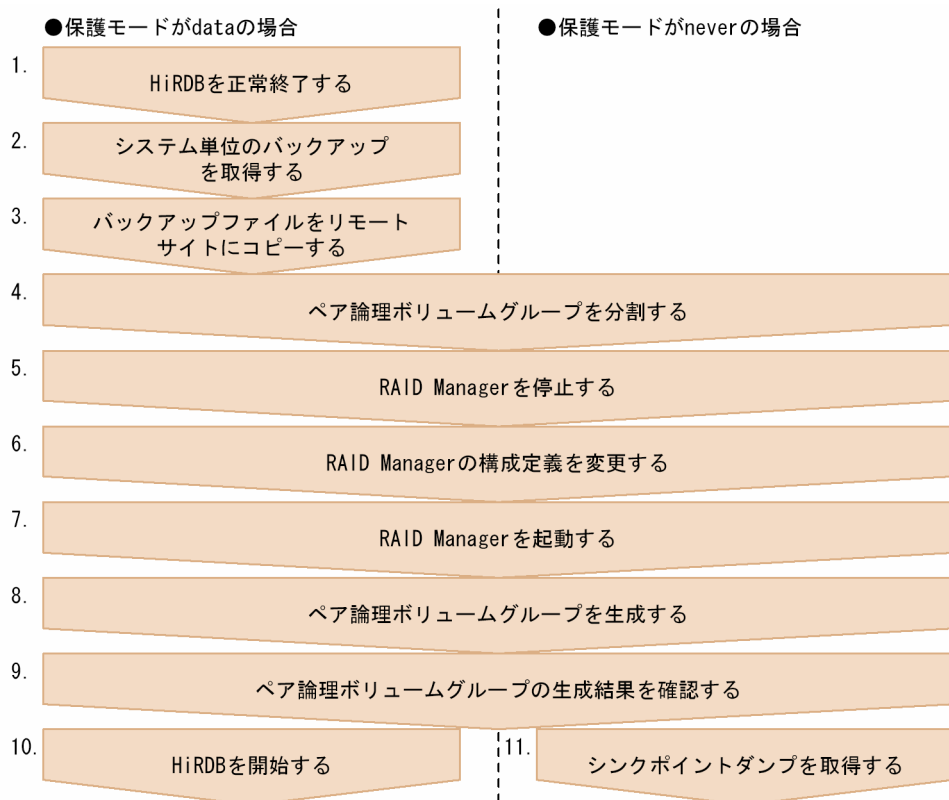 ●保護モードがdataの場合
●保護モードがneverの場合
1.
HiRDBを正常終了する
2.
システム単位のバックアップ
を取得する
3.
バックアップファイルをリモート
サイトにコピーする
4.
ペア論理ボリュームグループを分割する
5.
RAID Managerを停止する
6.
RAID Managerの構成定義を変更する
7.
RAID Managerを起動する
8.
ペア論理ボリュームグループを生成する
9.
ペア論理ボリュームグループの生成結果を確認する
10.
HiRDBを開始する
11.
シンクポイントダンプを取得する